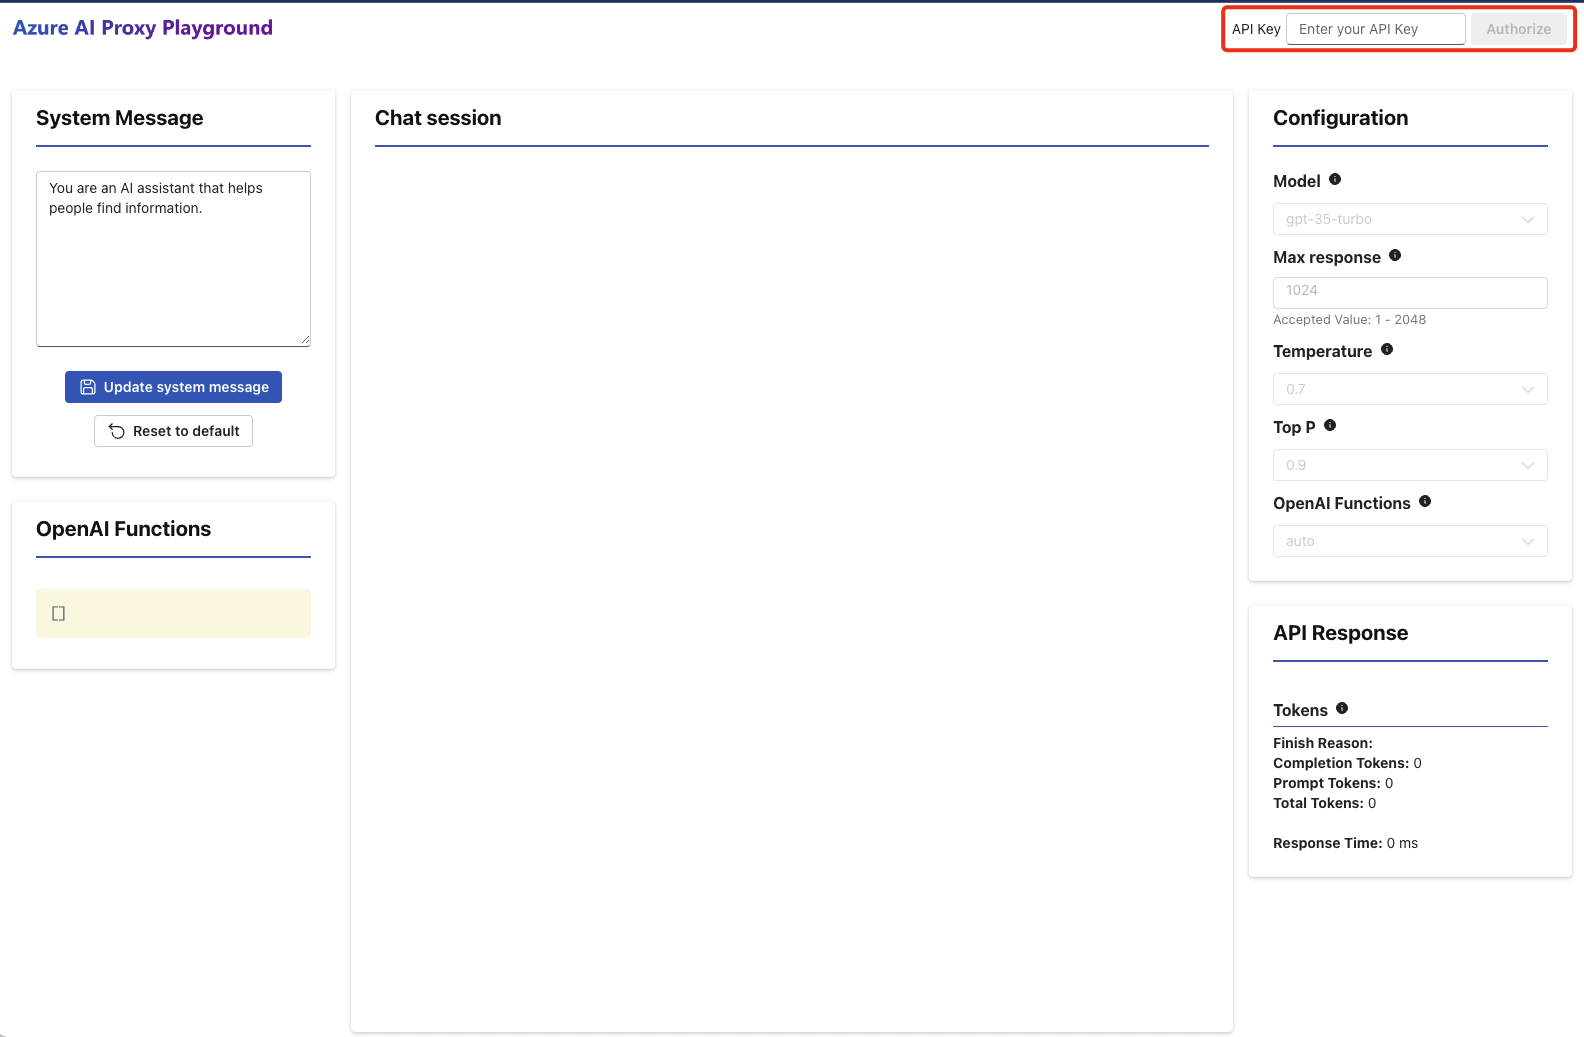 Azure AI Proxy Playground
API Key
Enter your API Key
Authorize
System Message
You are an AI assistant that helps
people find information.
Update system message
Reset to default
OpenAI Functions
[]
Chat session
Configuration
Model
gpt-35-turbo
Max response
1024
Accepted Value: 1 - 2048
Temperature
0.7
Top P
0.9
OpenAI Functions
auto
API Response
Tokens
Finish Reason:
Completion Tokens: 0
Prompt Tokens: 0
Total Tokens: 0
Response Time: 0 ms